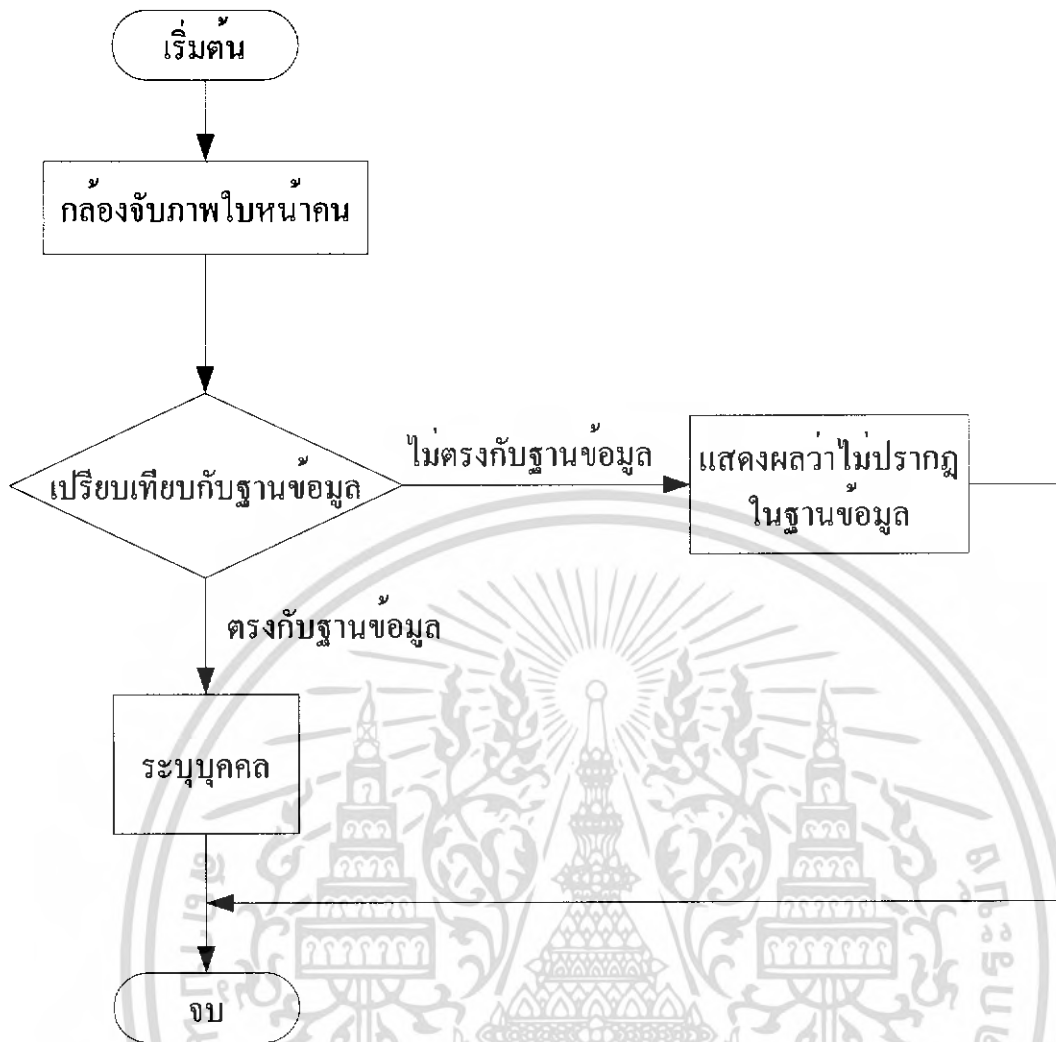 เริ่มต้น
กล้องจับภาพใบหน้าคน
เปรียบเทียบกับฐานข้อมูล
ไม่ตรงกับฐานข้อมูล
แสดงผลว่าไม่ปรากฏ
ในฐานข้อมูล
ตรงกับฐานข้อมูล
ระบุบุคคล
จบ